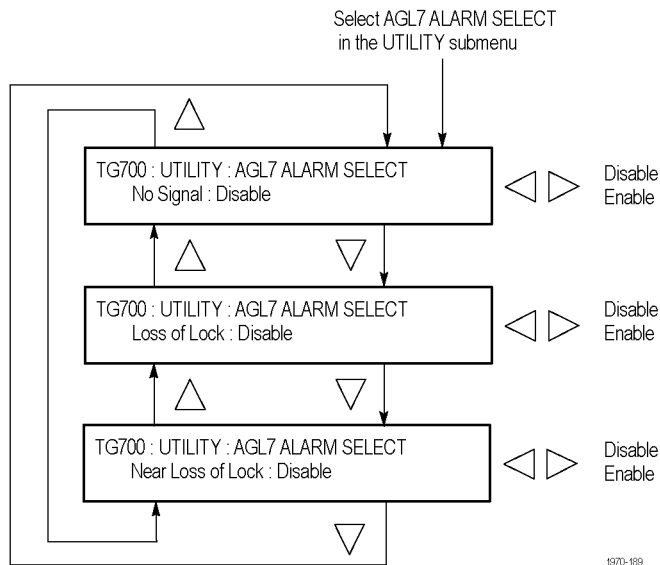 Select AGL7 ALARM SELECT
in the UTILITY submenu
TG700 : UTILITY : AGL7 ALARM SELECT
No Signal : Disable
Disable
Enable
TG700 : UTILITY : AGL7 ALARM SELECT
Loss of Lock : Disable
Disable
Enable
TG700 : UTILITY : AGL7 ALARM SELECT
Near Loss of Lock : Disable
Disable
Enable
1970-189